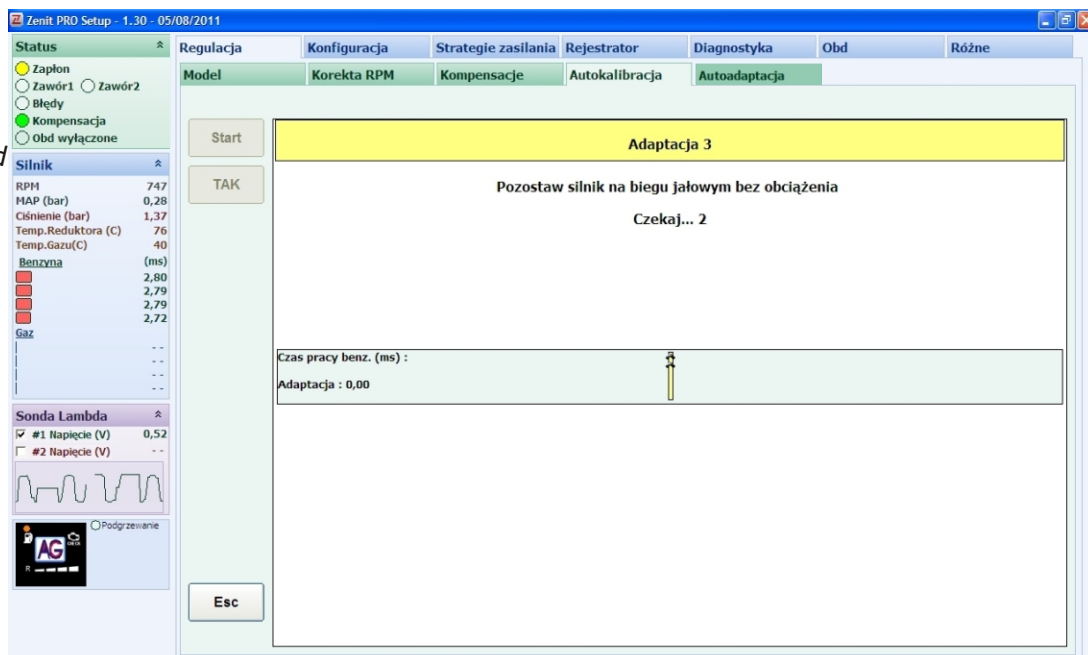 Zenit PRO Setup - 1.30 - 05/08/2011
Status
Zapłon
Zawór1 Zawór2
Błędy
Kompensacja
Obd wyłączone
d
Silnik
RPM 747
MAP (bar) 0,28
Ciśnienie (bar) 1,37
Temp.Reduktora (C) 76
Temp.Gazu(C) 40
Benzyna (ms)
2,80
2,79
2,79
2,72
Gaz
- -
- -
- -
- -
Sonda Lambda
#1 Napięcie (V) 0,52
#2 Napięcie (V) - -
Podgrzewanie
AG
CHECK
R
Regulacja Konfiguracja Strategie zasilania Rejestrator Diagnostyka Obd Różne
Model Korekta RPM Kompensacje Autokalibracja Autoadaptacja
Start
TAK
Esc
Adaptacja 3
Pozostaw silnik na biegu jałowym bez obciążenia
Czekaj... 2
Czas pracy benz. (ms) :
Adaptacja : 0,00